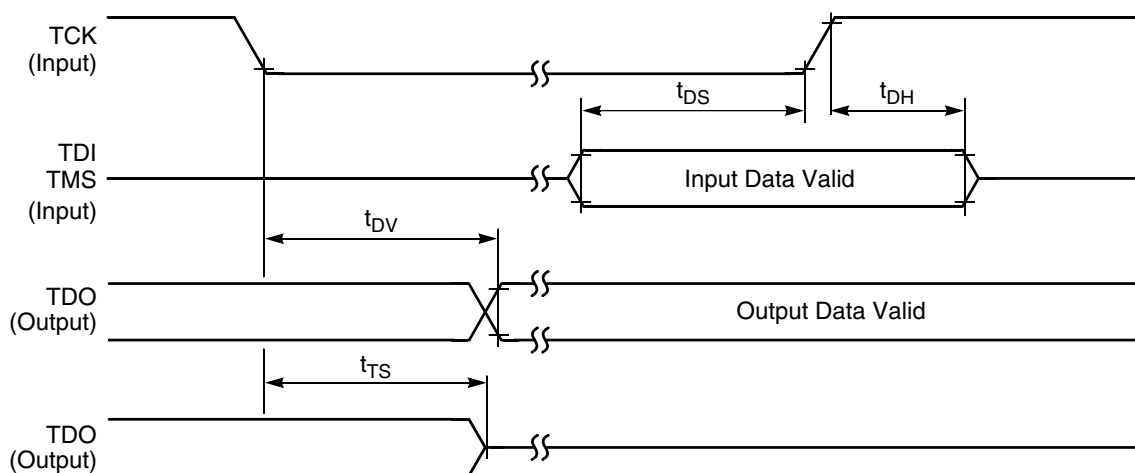 TCK
(Input)
tDS
tDH
TDI
TMS
(Input)
Input Data Valid
tDV
TDO
(Output)
Output Data Valid
tTS
TDO
(Output)